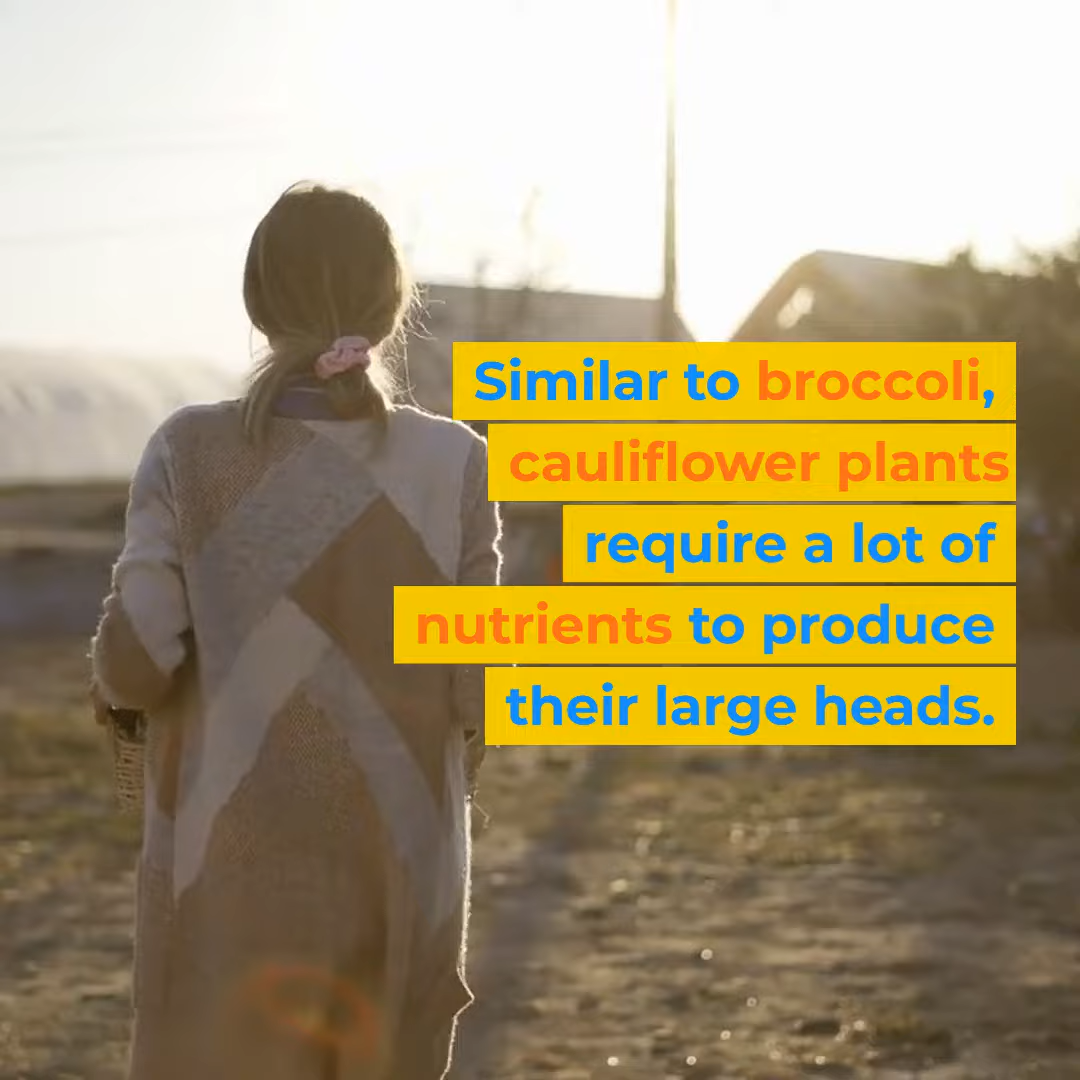 Similar to broccoli,
cauliflower plants
require a lot of
nutrients to produce
their large heads.